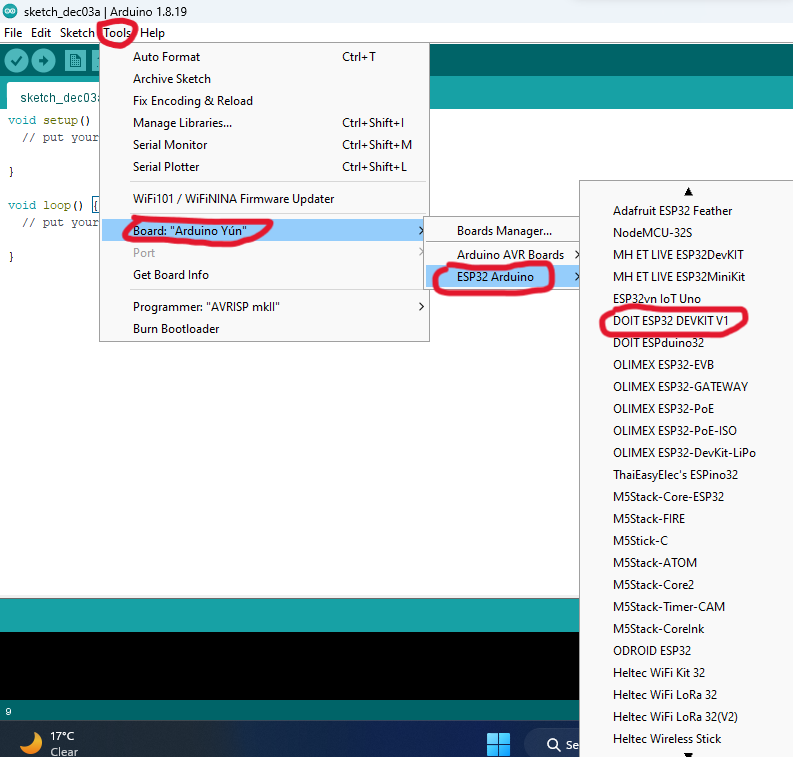 sketch_dec03a | Arduino 1.8.19
File Edit Sketch Tools Help
sketch_dec03a
void setup()
// put your
}
void loop() {
// put your
}
Auto Format Ctrl+T
Archive Sketch
Fix Encoding & Reload
Manage Libraries... Ctrl+Shift+I
Serial Monitor Ctrl+Shift+M
Serial Plotter Ctrl+Shift+L
WiFi101 / WiFiNINA Firmware Updater
Board: "Arduino Yún"
Port
Get Board Info
Programmer: "AVRISP mkII"
Burn Bootloader
Boards Manager...
Arduino AVR Boards
ESP32 Arduino
Adafruit ESP32 Feather
NodeMCU-32S
MH ET LIVE ESP32DevKIT
MH ET LIVE ESP32MiniKit
ESP32vn IoT Uno
DOIT ESP32 DEVKIT V1
DOIT ESPduino32
OLIMEX ESP32-EVB
OLIMEX ESP32-GATEWAY
OLIMEX ESP32-PoE
OLIMEX ESP32-PoE-ISO
OLIMEX ESP32-DevKit-LiPo
ThaiEasyElec's ESPino32
M5Stack-Core-ESP32
M5Stack-FIRE
M5Stick-C
M5Stack-ATOM
M5Stack-Core2
M5Stack-Timer-CAM
M5Stack-CoreInk
ODROID ESP32
Heltec WiFi Kit 32
Heltec WiFi LoRa 32
Heltec WiFi LoRa 32(V2)
Heltec Wireless Stick
9
17°C
Clear
Se